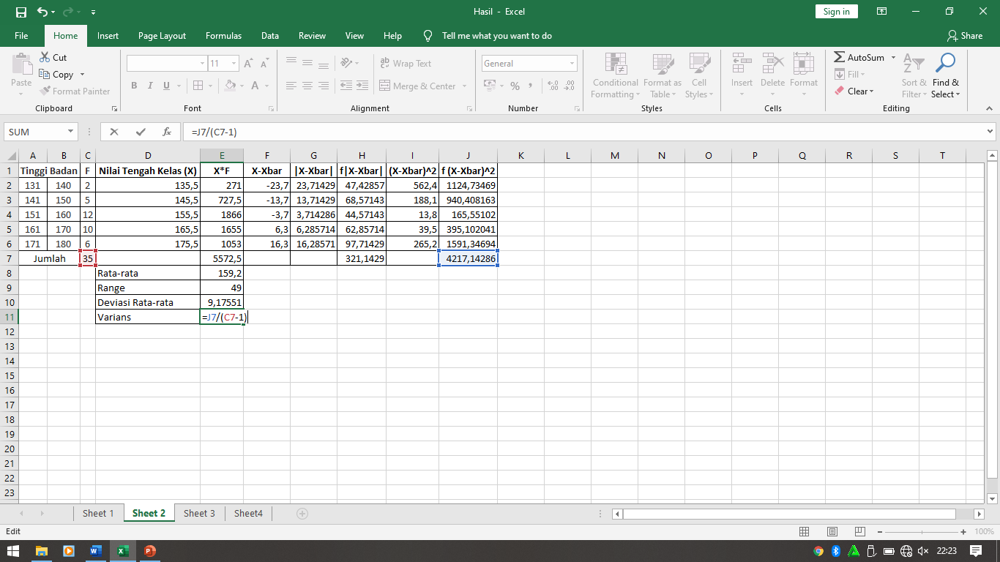 Hasil - Excel
Sign in
File Home Insert Page Layout Formulas Data Review View Help Tell me what you want to do Share
Paste
Cut
Copy
Format Painter
Clipboard
11
B I U
A
Font
Wrap Text
Merge & Center
Alignment
General
% ,
Number
Conditional Formatting
Format as Table
Cell Styles
Styles
Insert Delete Format
Cells
AutoSum
Fill
Clear
Sort & Filter
Find & Select
Editing
SUM fx =J7/(C7-1)
A B C D E F G H I J K L M N O P Q R S T
1 Tinggi Badan F Nilai Tengah Kelas (X) X*F X-Xbar |X-Xbar| f|X-Xbar| (X-Xbar)^2 f (X-Xbar)^2
2 131 140 2 135,5 271 -23,7 23,71429 47,42857 562,4 1124,73469
3 141 150 5 145,5 727,5 -13,7 13,71429 68,57143 188,1 940,408163
4 151 160 12 155,5 1866 -3,7 3,714286 44,57143 13,8 165,55102
5 161 170 10 165,5 1655 6,3 6,285714 62,85714 39,5 395,102041
6 171 180 6 175,5 1053 16,3 16,28571 97,71429 265,2 1591,34694
7 Jumlah 35 5572,5 321,1429 4217,14286
8 Rata-rata 159,2
9 Range 49
10 Deviasi Rata-rata 9,17551
11 Varians =J7/(C7-1)
12
13
14
15
16
17
18
19
20
21
22
23
Sheet 1 Sheet 2 Sheet 3 Sheet4
Edit 100%
22:23